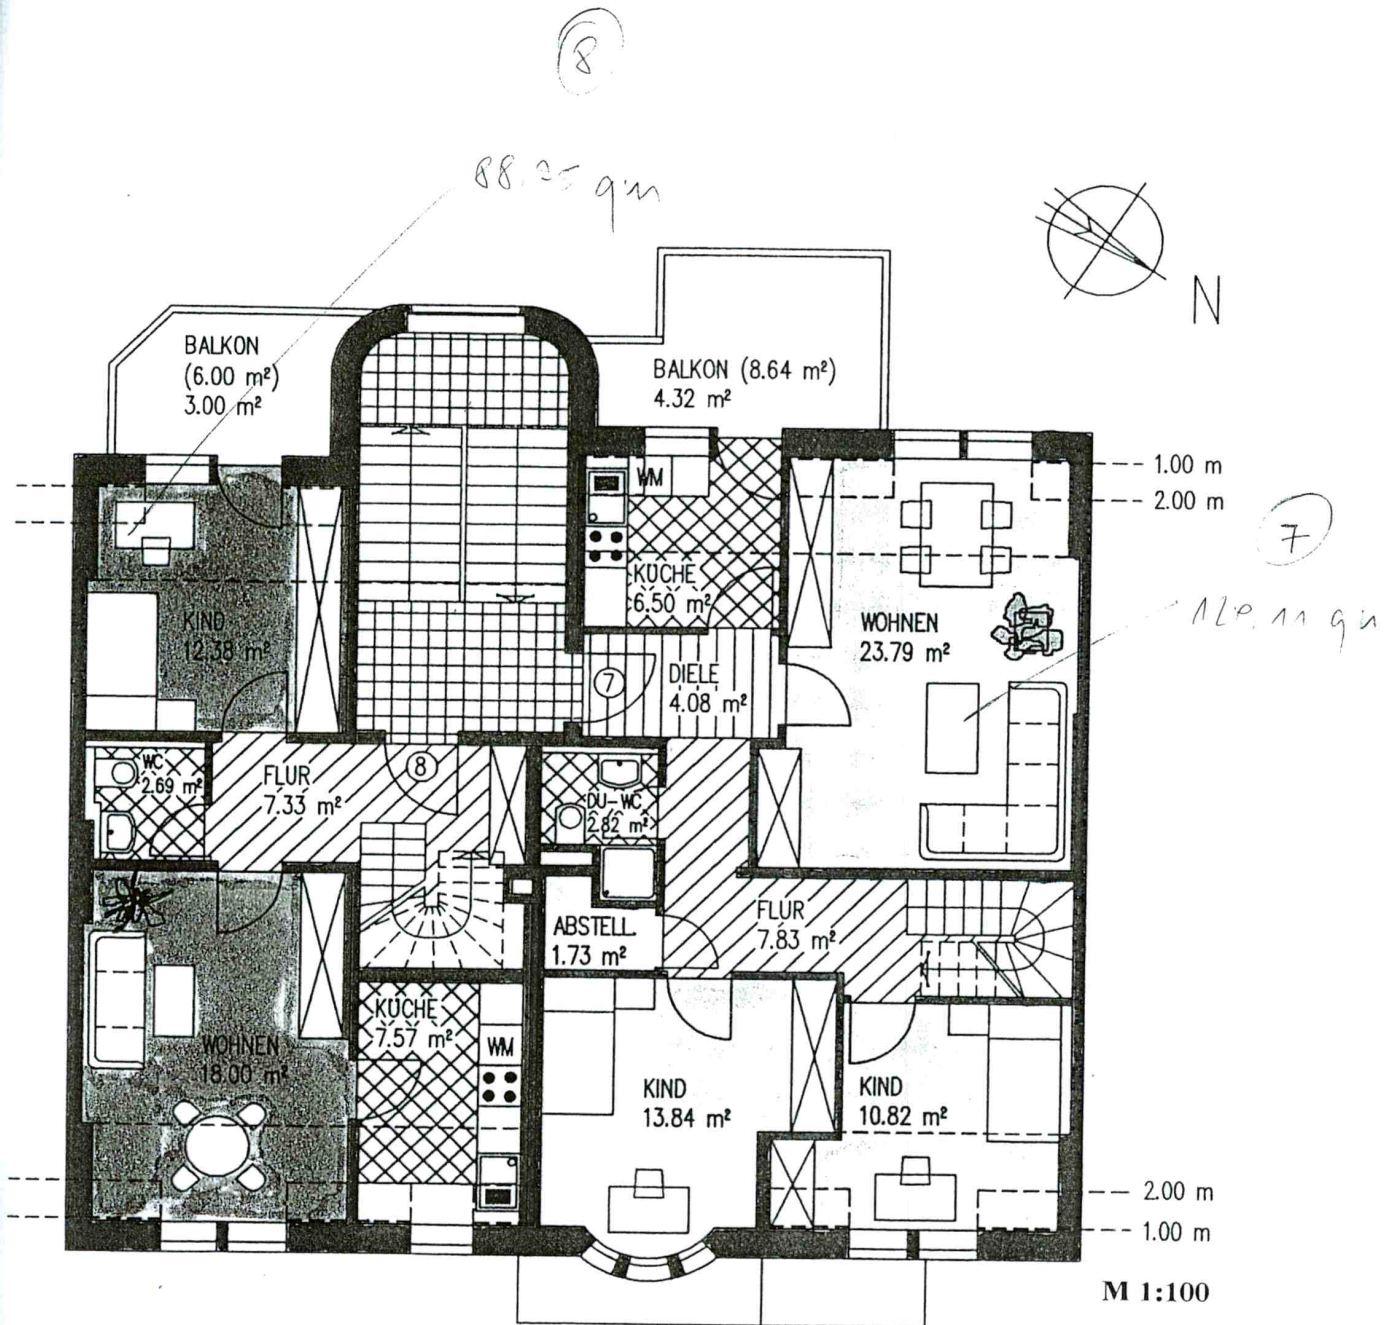 8
88.25 qm
N
BALKON
(6.00 m²)
3.00 m²
BALKON (8.64 m²)
4.32 m²
1.00 m
2.00 m
7
WM
KÜCHE
6.50 m²
WOHNEN
23.79 m²
KIND
12.38 m²
DIELE
4.08 m²
7
WC
2.69 m²
FLUR
7.33 m²
8
DU-WC
2.82 m²
ABSTELL.
1.73 m²
FLUR
7.83 m²
KÜCHE
7.57 m²
WM
WOHNEN
18.00 m²
KIND
13.84 m²
KIND
10.82 m²
2.00 m
1.00 m
M 1:100